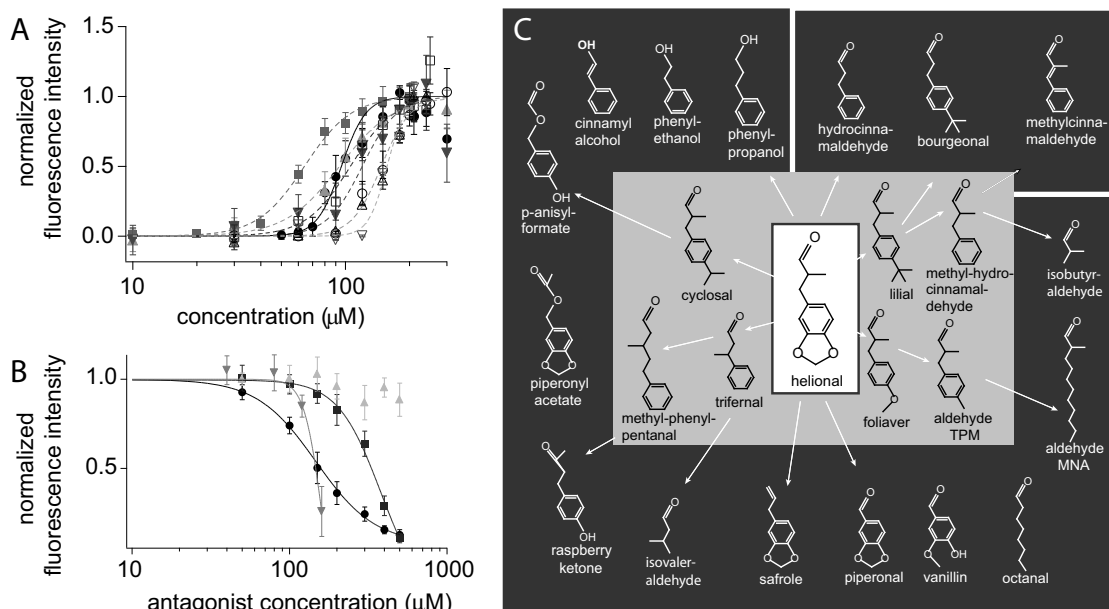 A
1.5
1.0
0.5
0.0
normalized
fluorescence intensity
10
100
concentration (µM)
B
1.0
0.5
normalized
fluorescence intensity
10
100
1000
antagonist concentration (µM)
C
OH
cinnamyl
alcohol
OH
phenyl-
ethanol
OH
phenyl-
propanol
O
hydrocinna-
maldehyde
O
bourgeonal
O
methylcinna-
maldehyde
O
O
OH
p-anisyl-
formate
O
cyclosal
O
O
O
helional
O
lilial
O
methyl-hydro-
cinnamal-
dehyde
O
isobutyr-
aldehyde
O
O
O
O
piperonyl
acetate
O
methyl-phenyl-
pentanal
O
trifernal
O
O
foliaver
O
aldehyde
TPM
O
aldehyde
MNA
O
OH
raspberry
ketone
O
isovaler-
aldehyde
O
O
safrole
O
O
O
piperonal
O
O
OH
vanillin
O
octanal